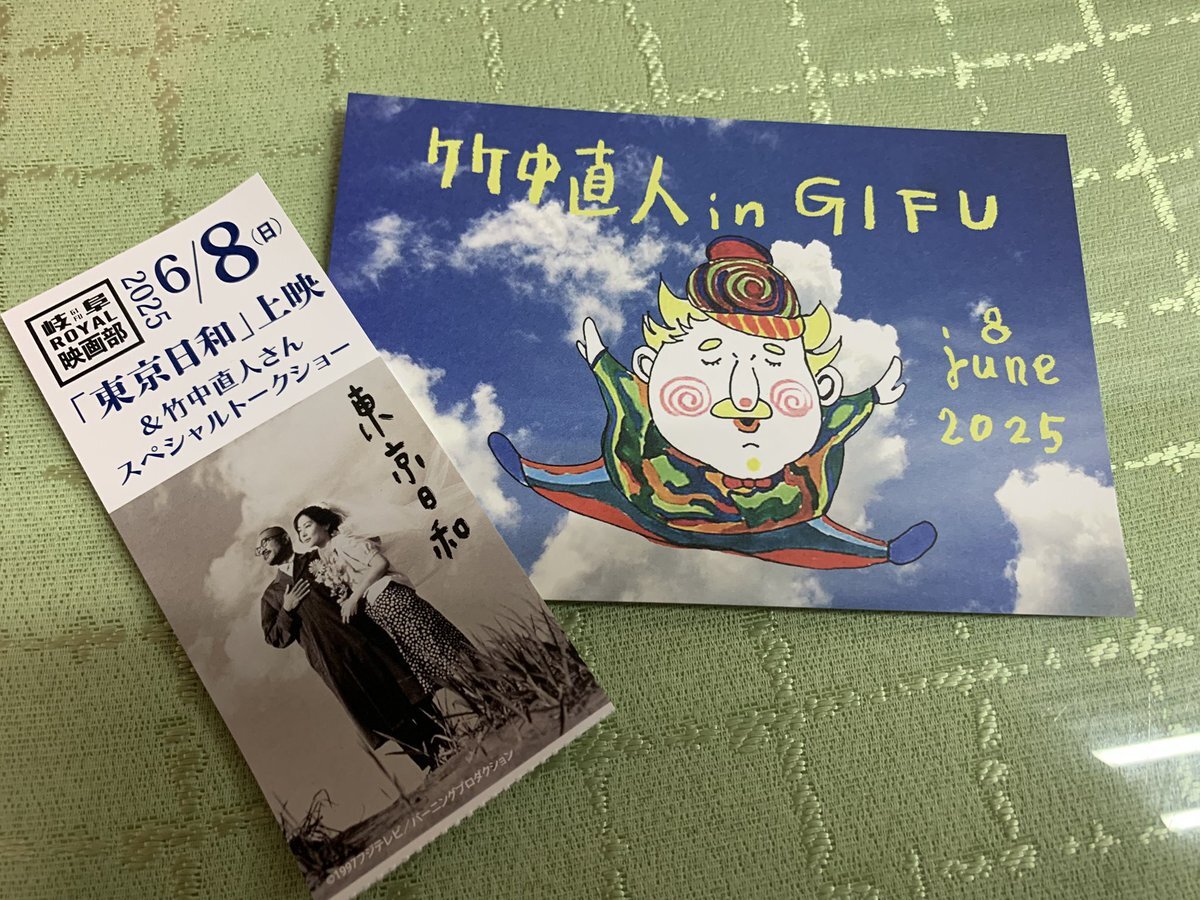 岐阜
GIFU
ROYAL
映画部
2025
6/8(日)
「東京日和」上映
&竹中直人さん
スペシャルトークショー
東京日和
©1997フジテレビ/バーニングプロダクション
竹中直人 in GIFU
8
june
2025